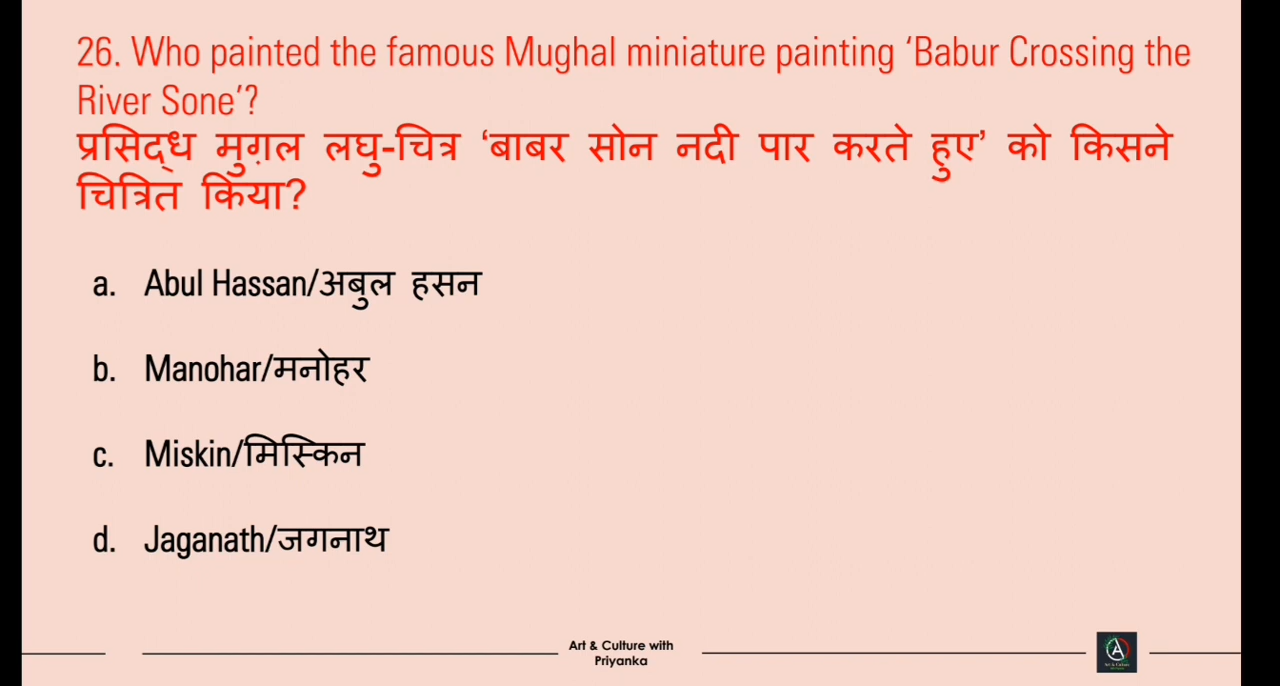 26. Who painted the famous Mughal miniature painting ‘Babur Crossing the
River Sone’?
प्रसिद्ध मुग़ल लघु-चित्र ‘बाबर सोन नदी पार करते हुए’ को किसने
चित्रित किया?
a. Abul Hassan/अबुल हसन
b. Manohar/मनोहर
c. Miskin/मिस्किन
d. Jaganath/जगनाथ
Art & Culture with
Priyanka